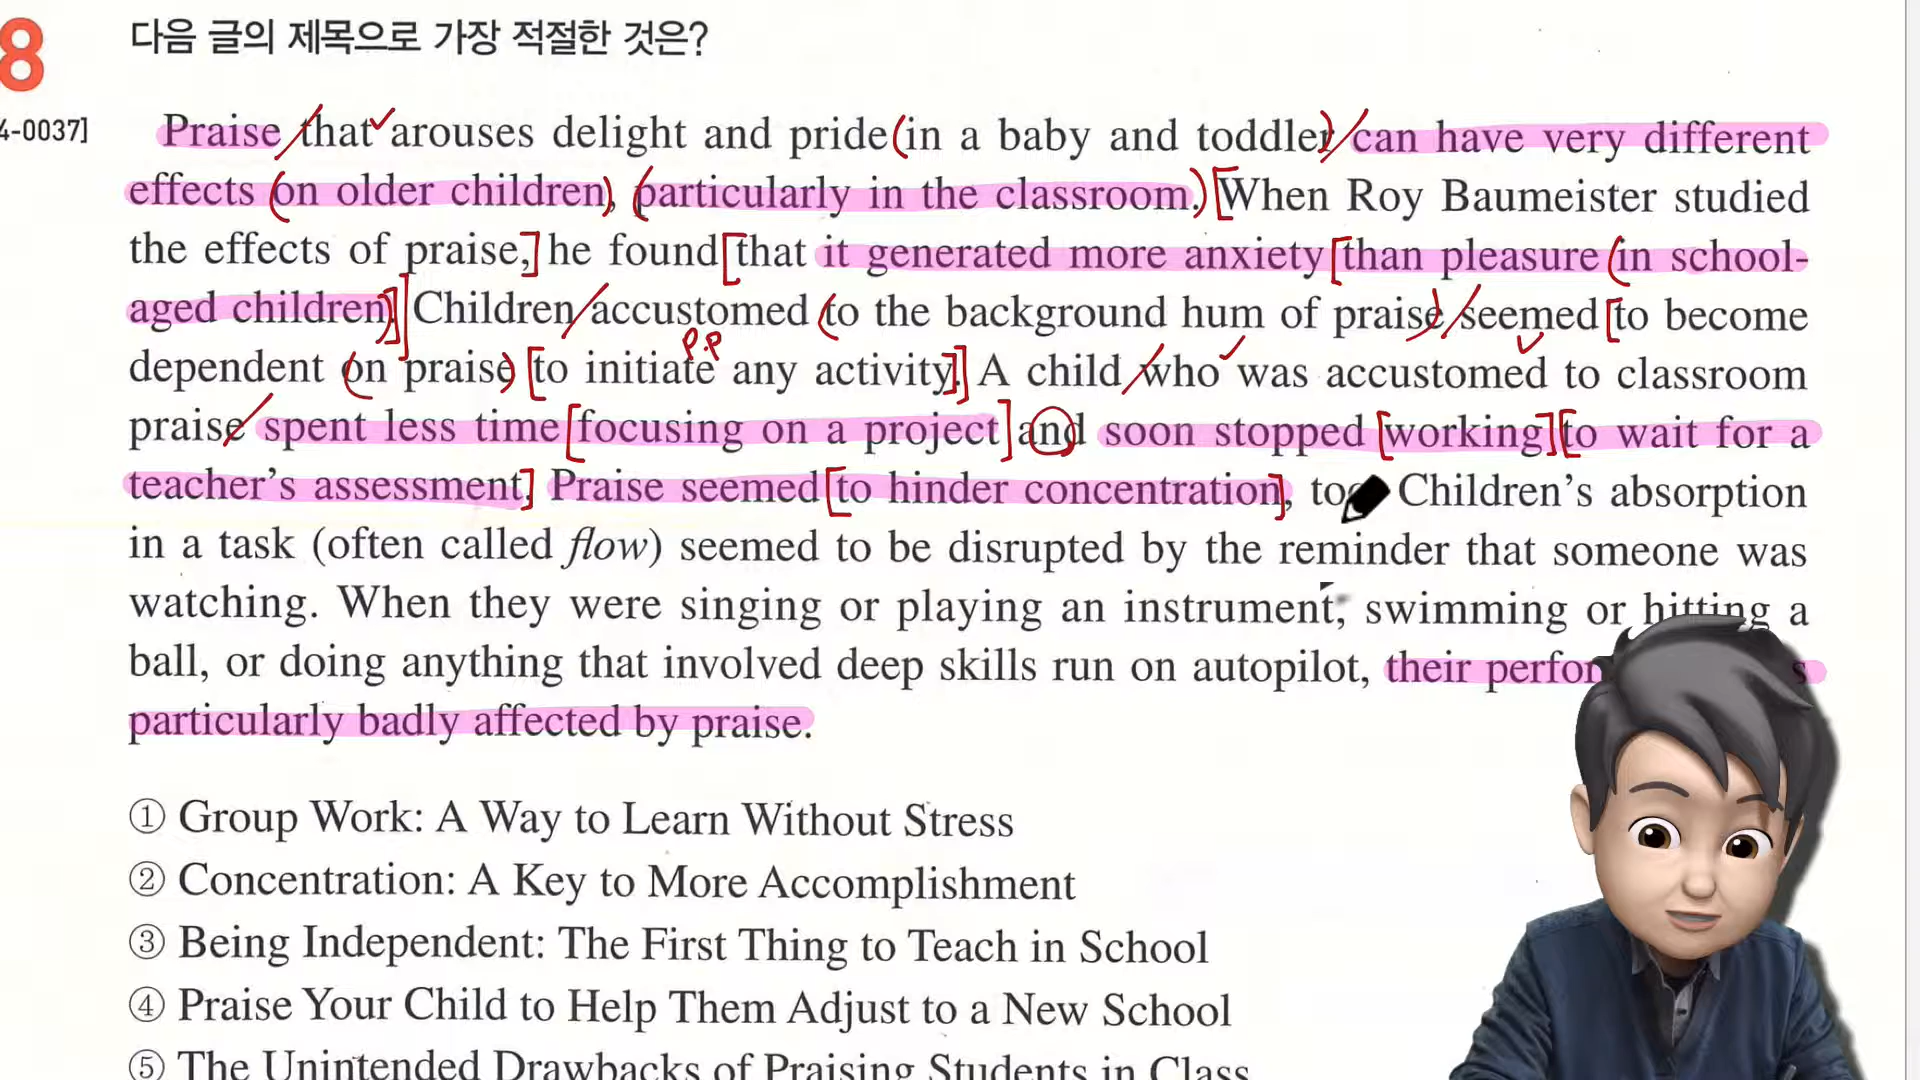 8
다음 글의 제목으로 가장 적절한 것은?
4-0037]
Praise that arouses delight and pride in a baby and toddler can have very different
effects on older children, particularly in the classroom. When Roy Baumeister studied
the effects of praise, he found that it generated more anxiety than pleasure in school-
aged children. Children accustomed to the background hum of praise seemed to become
p.p
dependent on praise to initiate any activity. A child who was accustomed to classroom
praise spent less time focusing on a project and soon stopped working to wait for a
teacher's assessment. Praise seemed to hinder concentration, Children's absorption
in a task (often called flow) seemed to be disrupted by the reminder that someone was
watching. When they were singing or playing an instrument, swimming or hitting a
ball, or doing anything that involved deep skills run on autopilot, their
particularly badly affected by praise.
① Group Work: A Way to Learn Without Stress
② Concentration: A Key to More Accomplishment
③ Being Independent: The First Thing to Teach in School
④ Praise Your Child to Help Them Adjust to a New School
⑤ The Unintended Drawbacks of Praising Students in Class